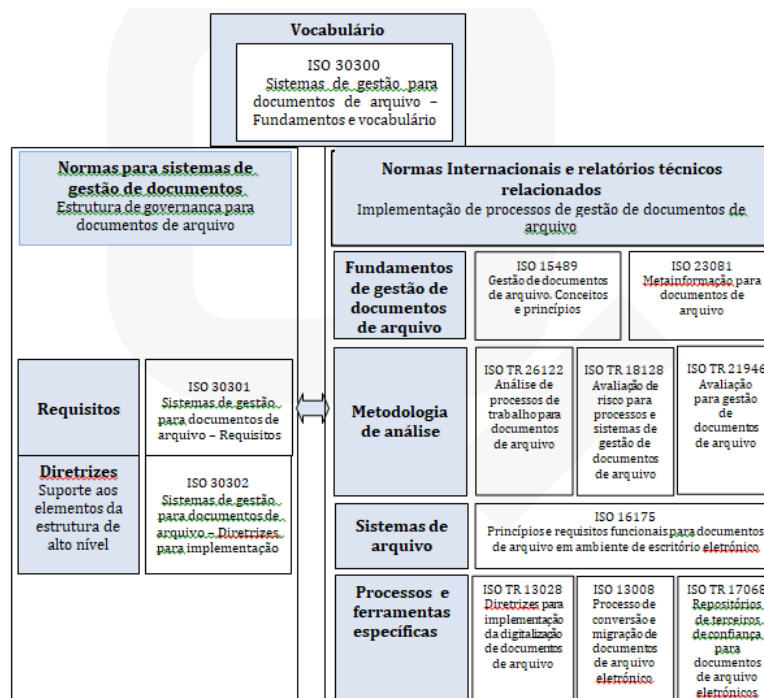 Vocabulário
ISO 30300
Sistemas de gestão para
documentos de arquivo –
Fundamentos e vocabulário
Normas para sistemas de
gestão de documentos
Estrutura de governança para
documentos de arquivo
Normas Internacionais e relatórios técnicos
relacionados
Implementação de processos de gestão de documentos de
arquivo
Fundamentos
de gestão de
documentos
de arquivo
ISO 15489
Gestão de documentos
de arquivo. Conceitos
e princípios
ISO 23081
Metainformação para
documentos de
arquivo
Requisitos
ISO 30301
Sistemas de gestão
para documentos de
arquivo – Requisitos
Metodologia
de análise
ISO TR 26122
Análise de
processos de
trabalho para
documentos
de arquivo
ISO TR 18128
Avaliação de
risco para
processos e
sistemas de
gestão de
documentos
de arquivo
ISO TR 21946
Avaliação
para gestão
de
documentos
de arquivo
Diretrizes
Suporte aos
elementos da
estrutura de
alto nível
ISO 30302
Sistemas de gestão
para documentos de
arquivo – Diretrizes
para implementação
Sistemas de
arquivo
ISO 16175
Princípios e requisitos funcionais para documentos
de arquivo em ambiente de escritório eletrónico
Processos e
ferramentas
específicas
ISO TR 13028
Diretrizes para
implementação
da digitalização
de documentos
de arquivo
ISO 13008
Processo de
conversão e
migração de
documentos
de arquivo
eletrónico
ISO TR 17068
Repositórios
de terceiros
de confiança
para
documentos
de arquivo
eletrónicos